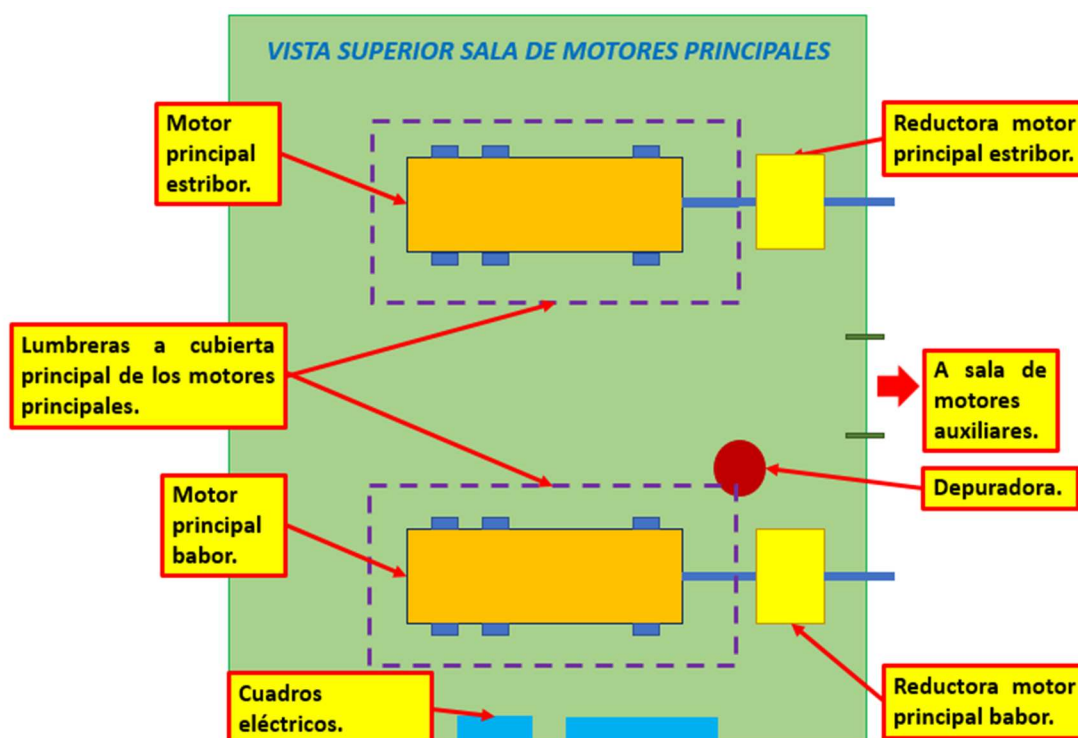 VISTA SUPERIOR SALA DE MOTORES PRINCIPALES
Motor
principal
estribor.
Reductora motor
principal estribor.
Lumbreras a cubierta
principal de los motores
principales.
A sala de
motores
auxiliares.
Motor
principal
babor.
Depuradora.
Cuadros
eléctricos.
Reductora motor
principal babor.